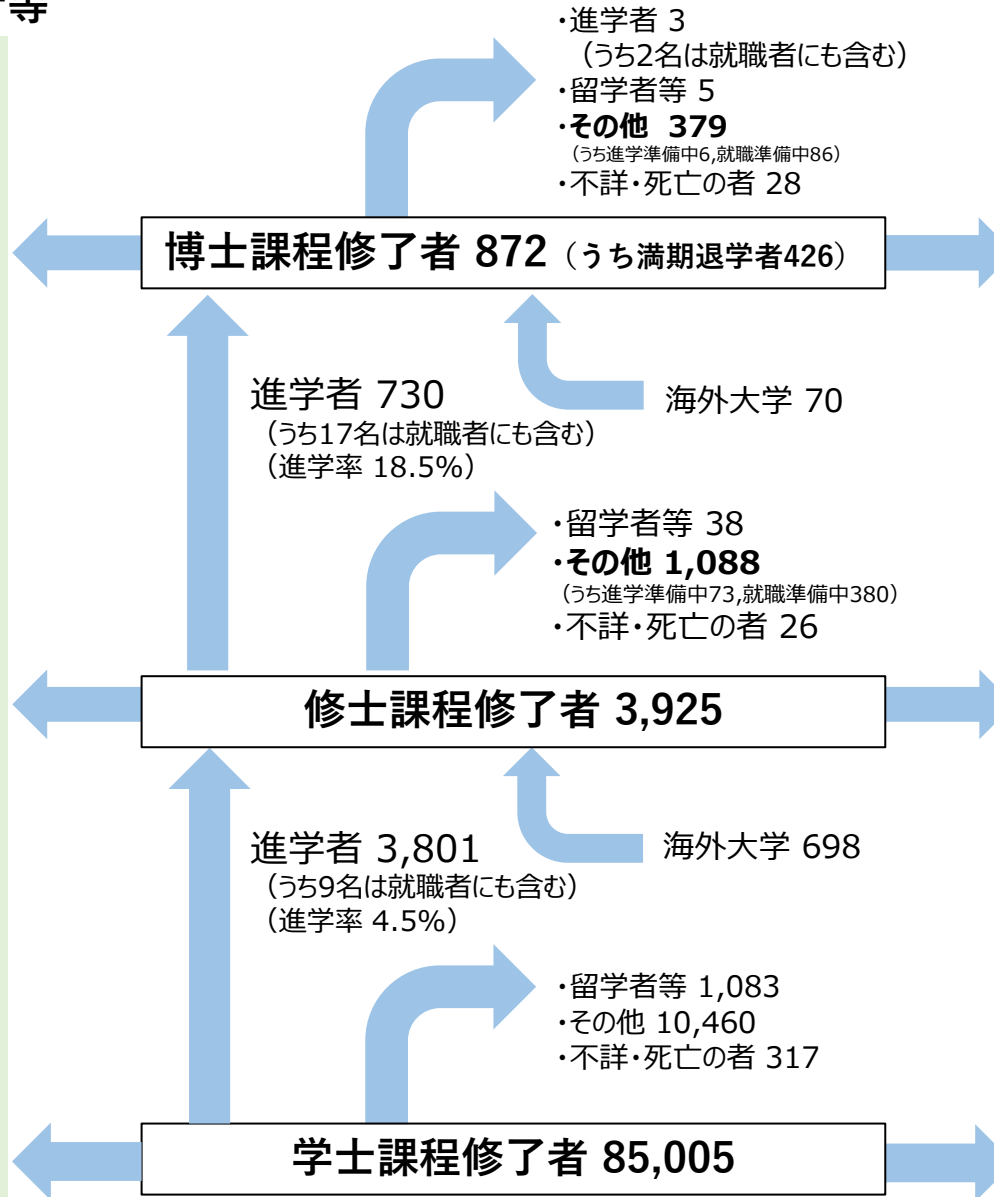 等
・進学者 3
（うち2名は就職者にも含む）
・留学者等 5
・その他 379
（うち進学準備中6,就職準備中86）
・不詳・死亡の者 28
博士課程修了者 872（うち満期退学者426）
進学者 730
（うち17名は就職者にも含む）
（進学率 18.5%）
海外大学 70
・留学者等 38
・その他 1,088
（うち進学準備中73,就職準備中380）
・不詳・死亡の者 26
修士課程修了者 3,925
進学者 3,801
（うち9名は就職者にも含む）
（進学率 4.5%）
海外大学 698
・留学者等 1,083
・その他 10,460
・不詳・死亡の者 317
学士課程修了者 85,005